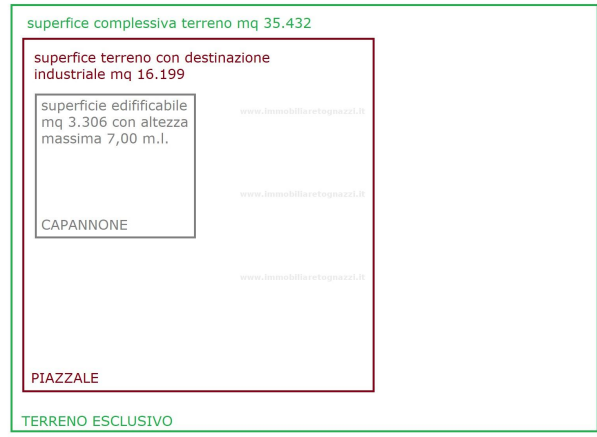 superfice complessiva terreno mq 35.432
superfice terreno con destinazione
industriale mq 16.199
superficie edifificabile
mq 3.306 con altezza
massima 7,00 m.l.
www.immobiliaretognazzi.it
www.immobiliaretognazzi.it
CAPANNONE
www.immobiliaretognazzi.it
PIAZZALE
TERRENO ESCLUSIVO